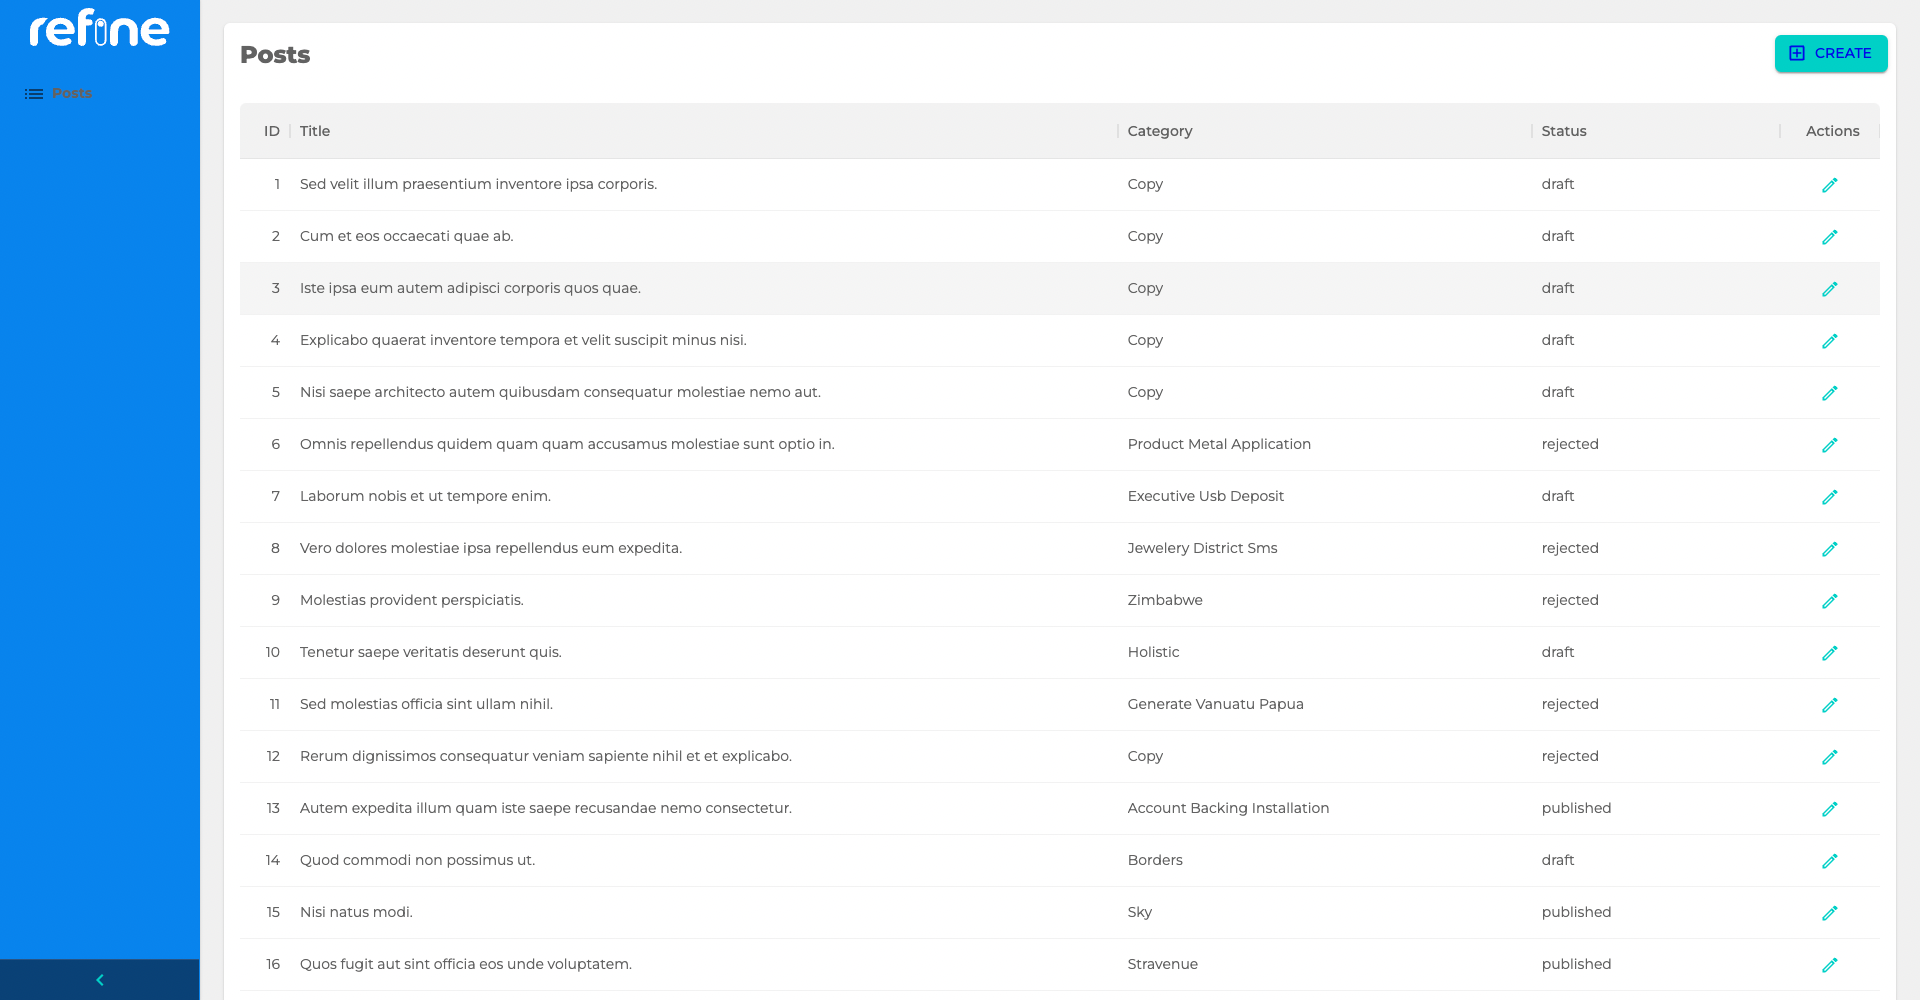 refine
Posts
Posts
CREATE
ID Title Category Status Actions
1 Sed velit illum praesentium inventore ipsa corporis. Copy draft
2 Cum et eos occaecati quae ab. Copy draft
3 Iste ipsa eum autem adipisci corporis quos quae. Copy draft
4 Explicabo quaerat inventore tempora et velit suscipit minus nisi. Copy draft
5 Nisi saepe architecto autem quibusdam consequatur molestiae nemo aut. Copy draft
6 Omnis repellendus quidem quam quam accusamus molestiae sunt optio in. Product Metal Application rejected
7 Laborum nobis et ut tempore enim. Executive Usb Deposit draft
8 Vero dolores molestiae ipsa repellendus eum expedita. Jewelery District Sms rejected
9 Molestias provident perspiciatis. Zimbabwe rejected
10 Tenetur saepe veritatis deserunt quis. Holistic draft
11 Sed molestias officia sint ullam nihil. Generate Vanuatu Papua rejected
12 Rerum dignissimos consequatur veniam sapiente nihil et et explicabo. Copy rejected
13 Autem expedita illum quam iste saepe recusandae nemo consectetur. Account Backing Installation published
14 Quod commodi non possimus ut. Borders draft
15 Nisi natus modi. Sky published
16 Quos fugit aut sint officia eos unde voluptatem. Stravenue published